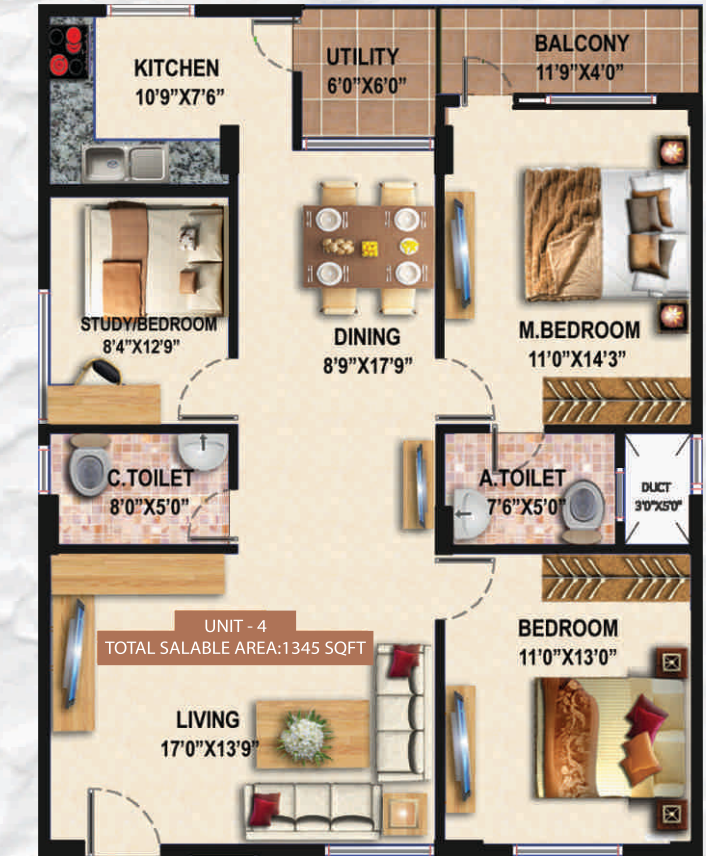 KITCHEN
10'9"X7'6"
UTILITY
6'0"X6'0"
BALCONY
11'9"X4'0"
STUDY/BEDROOM
8'4"X12'9"
DINING
8'9"X17'9"
M.BEDROOM
11'0"X14'3"
C.TOILET
8'0"X5'0"
A.TOILET
7'6"X5'0"
DUCT
3'0"X5'0"
UNIT - 4
TOTAL SALABLE AREA:1345 SQFT
BEDROOM
11'0"X13'0"
LIVING
17'0"X13'9"